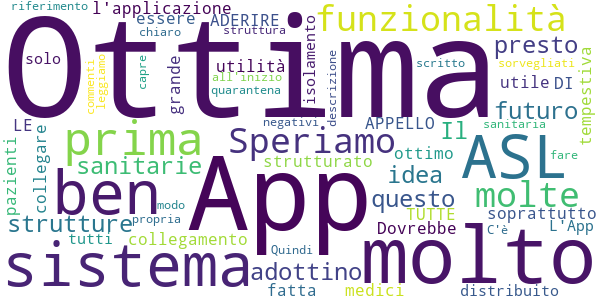 riferimento
l'applicazione
essere
ADERIRE
chiaro
struttura
isolamento
funzionalità
Ottima
solo
commenti
leggiamo
capre
grande
utilità
all'inizio
quarantena
descrizione
scritto
presto
sorvegliati
utile
DI
tempestiva
LE
collegare
pazienti
prima
negativi
APPELLO
Il
futuro
sanitaria
Speriamo
ASL
sanitarie
strutturato
ottimo
idea
fare
App
ben
questo
molte
strutture
modo
propria
TUTTE
soprattutto
Dovrebbe
C'è
L'App
tutti
collegamento
Quindi
molto
sistema
adottino
fatta
medici
distribuito